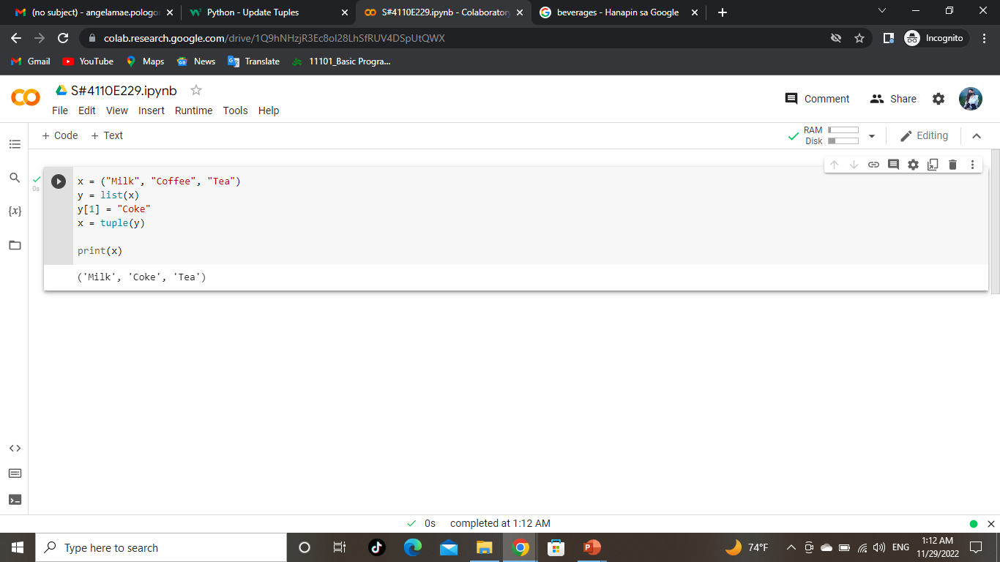 (no subject) - angelamae.pologo
Python - Update Tuples
S#4110E229.ipynb - Colaboratory
beverages - Hanapin sa Google
colab.research.google.com/drive/1Q9hNHzjR3Ec8oI28LhSfRUV4DSpUtQWX
Incognito
Gmail
YouTube
Maps
News
Translate
11101_Basic Progra...
S#4110E229.ipynb
Comment
Share
File Edit View Insert Runtime Tools Help
+ Code + Text
RAM
Disk
Editing
0s
x = ("Milk", "Coffee", "Tea")
y = list(x)
y[1] = "Coke"
x = tuple(y)
print(x)
('Milk', 'Coke', 'Tea')
{x}
0s completed at 1:12 AM
Type here to search
74°F
ENG
1:12 AM
11/29/2022